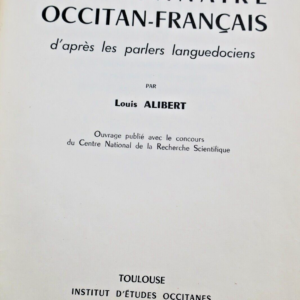 OCCITAN-FRANÇAIS
d'après les parlers languedociens
PAR
Louis ALIBERT
Ouvrage publié avec le concours
du Centre National de la Recherche Scientifique
TOULOUSE
INSTITUT D'ÉTUDES OCCITANES